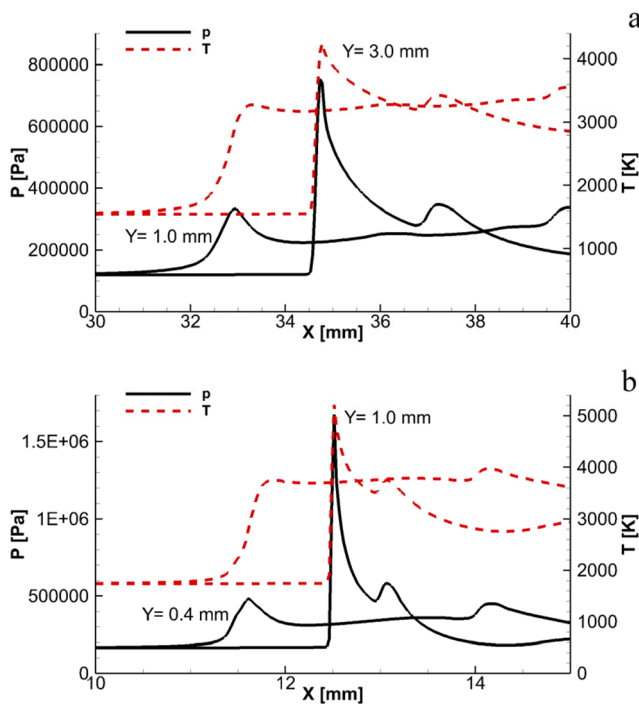 a
p
T
Y= 3.0 mm
Y= 1.0 mm
800000
600000
400000
200000
0
P [Pa]
4000
3000
2000
1000
0
T [K]
30
32
34
36
38
40
X [mm]
b
p
T
Y= 1.0 mm
Y= 0.4 mm
1.5E+06
1E+06
500000
0
P [Pa]
5000
4000
3000
2000
1000
0
T [K]
10
12
14
X [mm]